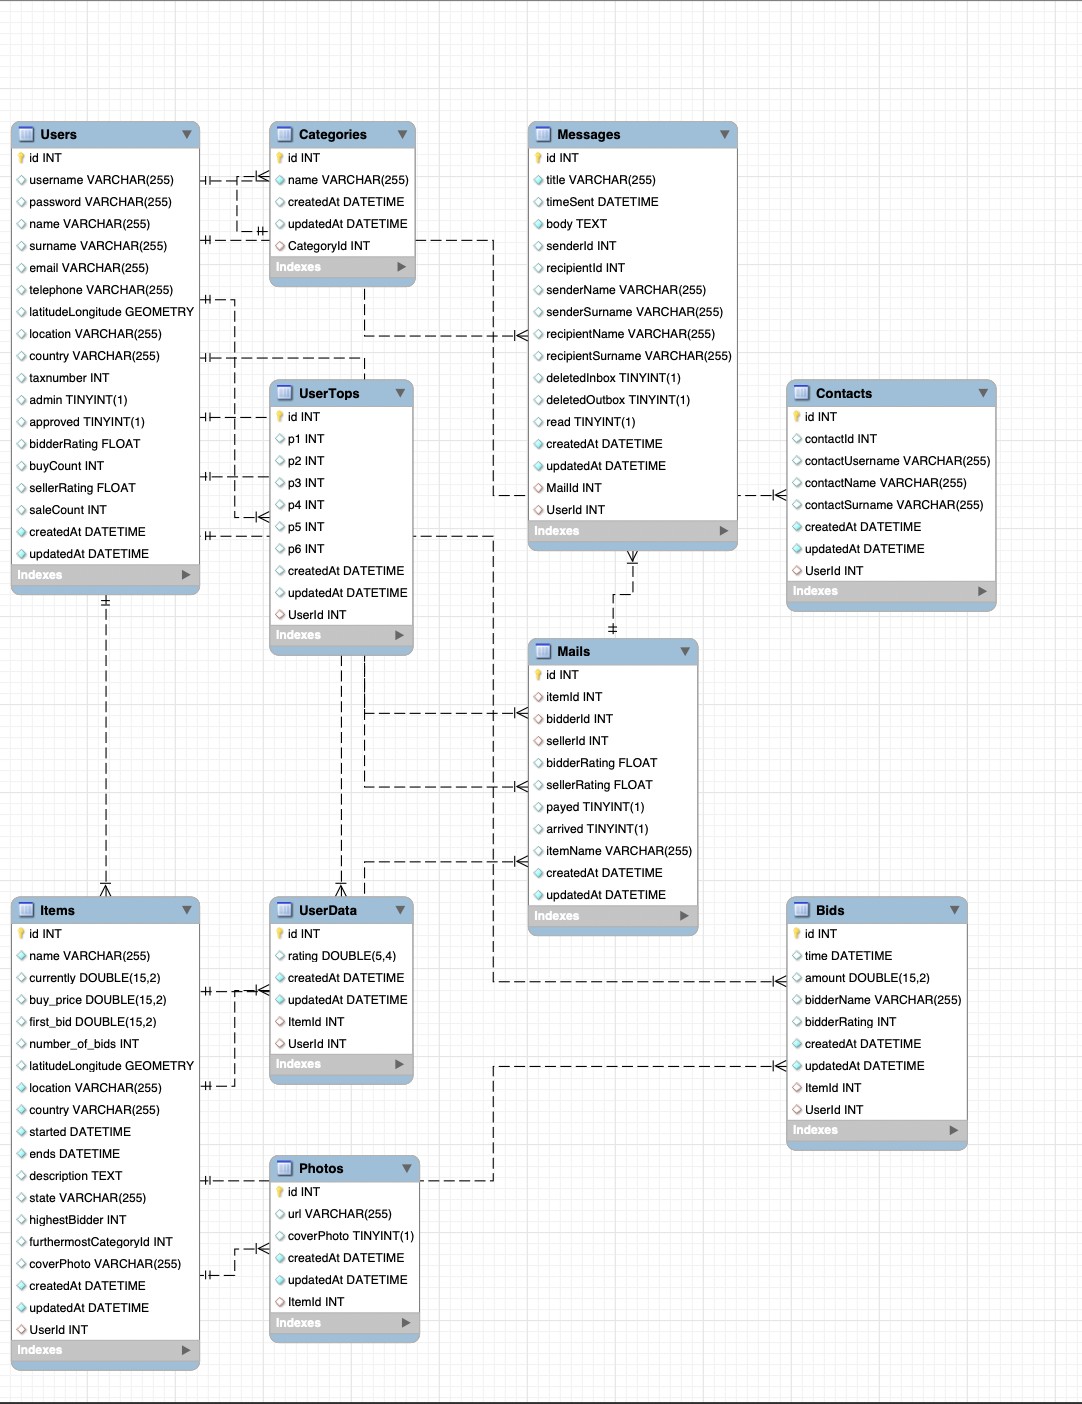 Users
id INT
username VARCHAR(255)
password VARCHAR(255)
name VARCHAR(255)
surname VARCHAR(255)
email VARCHAR(255)
telephone VARCHAR(255)
latitudeLongitude GEOMETRY
location VARCHAR(255)
country VARCHAR(255)
taxnumber INT
admin TINYINT(1)
approved TINYINT(1)
bidderRating FLOAT
buyCount INT
sellerRating FLOAT
saleCount INT
createdAt DATETIME
updatedAt DATETIME
Indexes
Categories
id INT
name VARCHAR(255)
createdAt DATETIME
updatedAt DATETIME
CategoryId INT
Indexes
Messages
id INT
title VARCHAR(255)
timeSent DATETIME
body TEXT
senderId INT
recipientId INT
senderName VARCHAR(255)
senderSurname VARCHAR(255)
recipientName VARCHAR(255)
recipientSurname VARCHAR(255)
deletedInbox TINYINT(1)
deletedOutbox TINYINT(1)
read TINYINT(1)
createdAt DATETIME
updatedAt DATETIME
MailId INT
UserId INT
Indexes
UserTops
id INT
p1 INT
p2 INT
p3 INT
p4 INT
p5 INT
p6 INT
createdAt DATETIME
updatedAt DATETIME
UserId INT
Indexes
Contacts
id INT
contactId INT
contactUsername VARCHAR(255)
contactName VARCHAR(255)
contactSurname VARCHAR(255)
createdAt DATETIME
updatedAt DATETIME
UserId INT
Indexes
Mails
id INT
itemId INT
bidderId INT
sellerId INT
bidderRating FLOAT
sellerRating FLOAT
payed TINYINT(1)
arrived TINYINT(1)
itemName VARCHAR(255)
createdAt DATETIME
updatedAt DATETIME
Indexes
Items
id INT
name VARCHAR(255)
currently DOUBLE(15,2)
buy_price DOUBLE(15,2)
first_bid DOUBLE(15,2)
number_of_bids INT
latitudeLongitude GEOMETRY
location VARCHAR(255)
country VARCHAR(255)
started DATETIME
ends DATETIME
description TEXT
state VARCHAR(255)
highestBidder INT
furthermostCategoryId INT
coverPhoto VARCHAR(255)
createdAt DATETIME
updatedAt DATETIME
UserId INT
Indexes
UserData
id INT
rating DOUBLE(5,4)
createdAt DATETIME
updatedAt DATETIME
ItemId INT
UserId INT
Indexes
Bids
id INT
time DATETIME
amount DOUBLE(15,2)
bidderName VARCHAR(255)
bidderRating INT
createdAt DATETIME
updatedAt DATETIME
ItemId INT
UserId INT
Indexes
Photos
id INT
url VARCHAR(255)
coverPhoto TINYINT(1)
createdAt DATETIME
updatedAt DATETIME
ItemId INT
Indexes